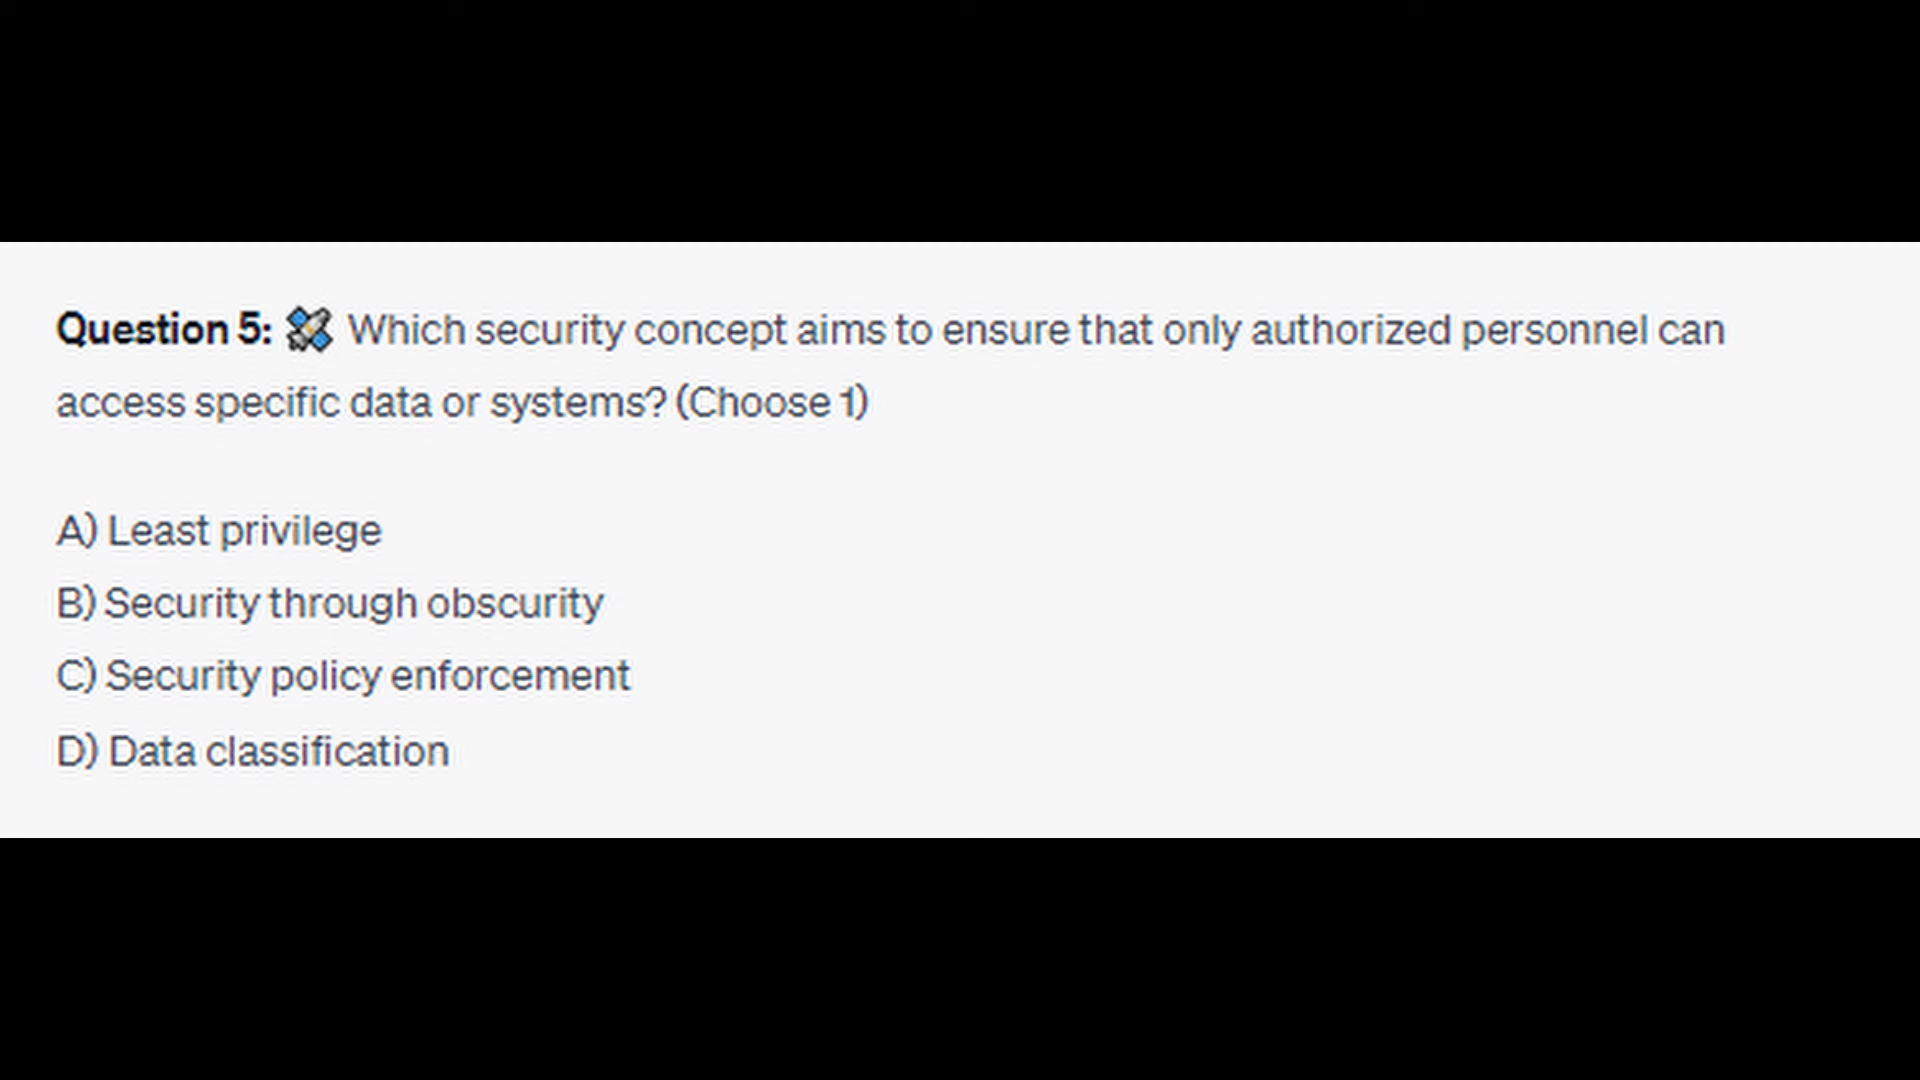 Question 5: 🛰️ Which security concept aims to ensure that only authorized personnel can
access specific data or systems? (Choose 1)
A) Least privilege
B) Security through obscurity
C) Security policy enforcement
D) Data classification